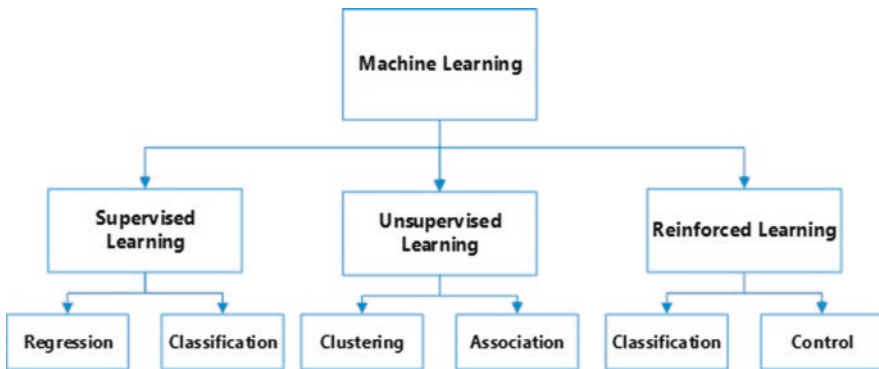 Machine Learning
Supervised
Learning
Unsupervised
Learning
Reinforced Learning
Regression
Classification
Clustering
Association
Classification
Control